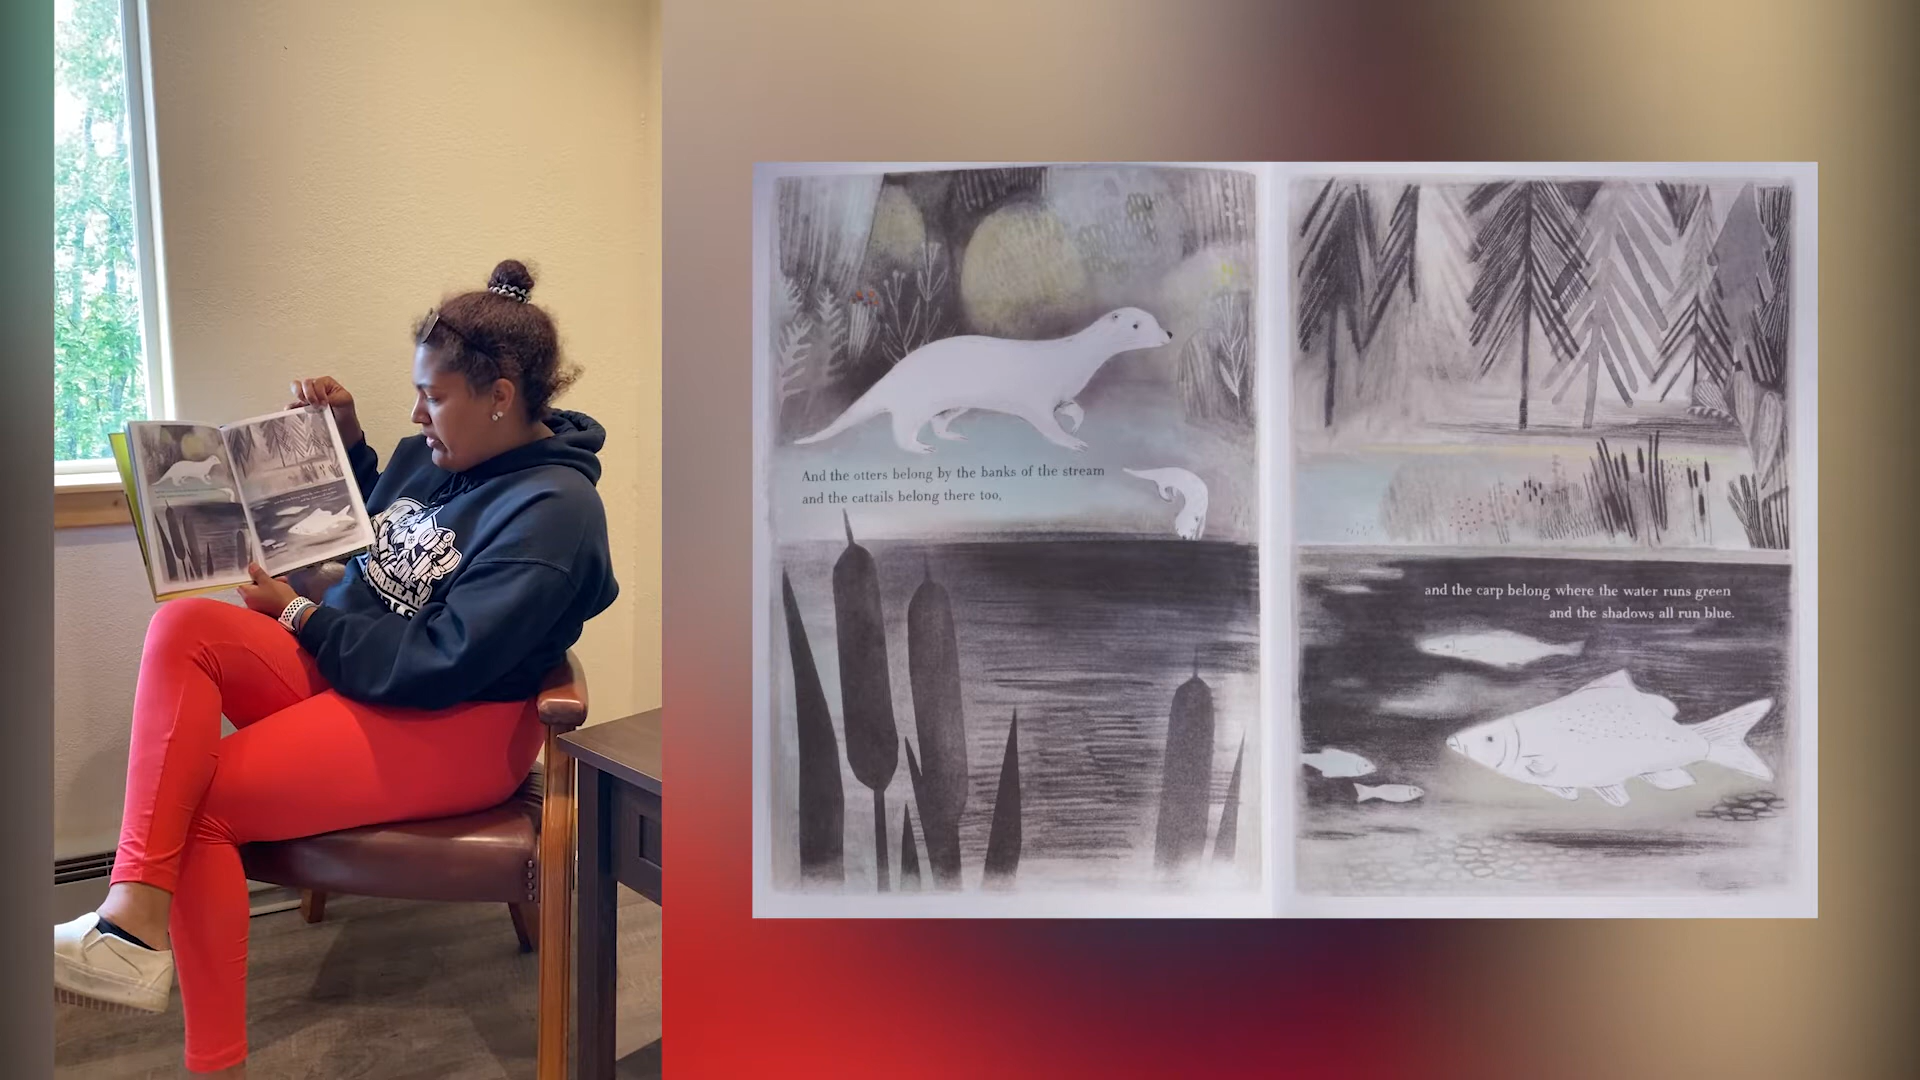 And the otters belong by the banks of the stream
and the cattails belong there too,
and the carp belong where the water runs green
and the shadows all run blue.